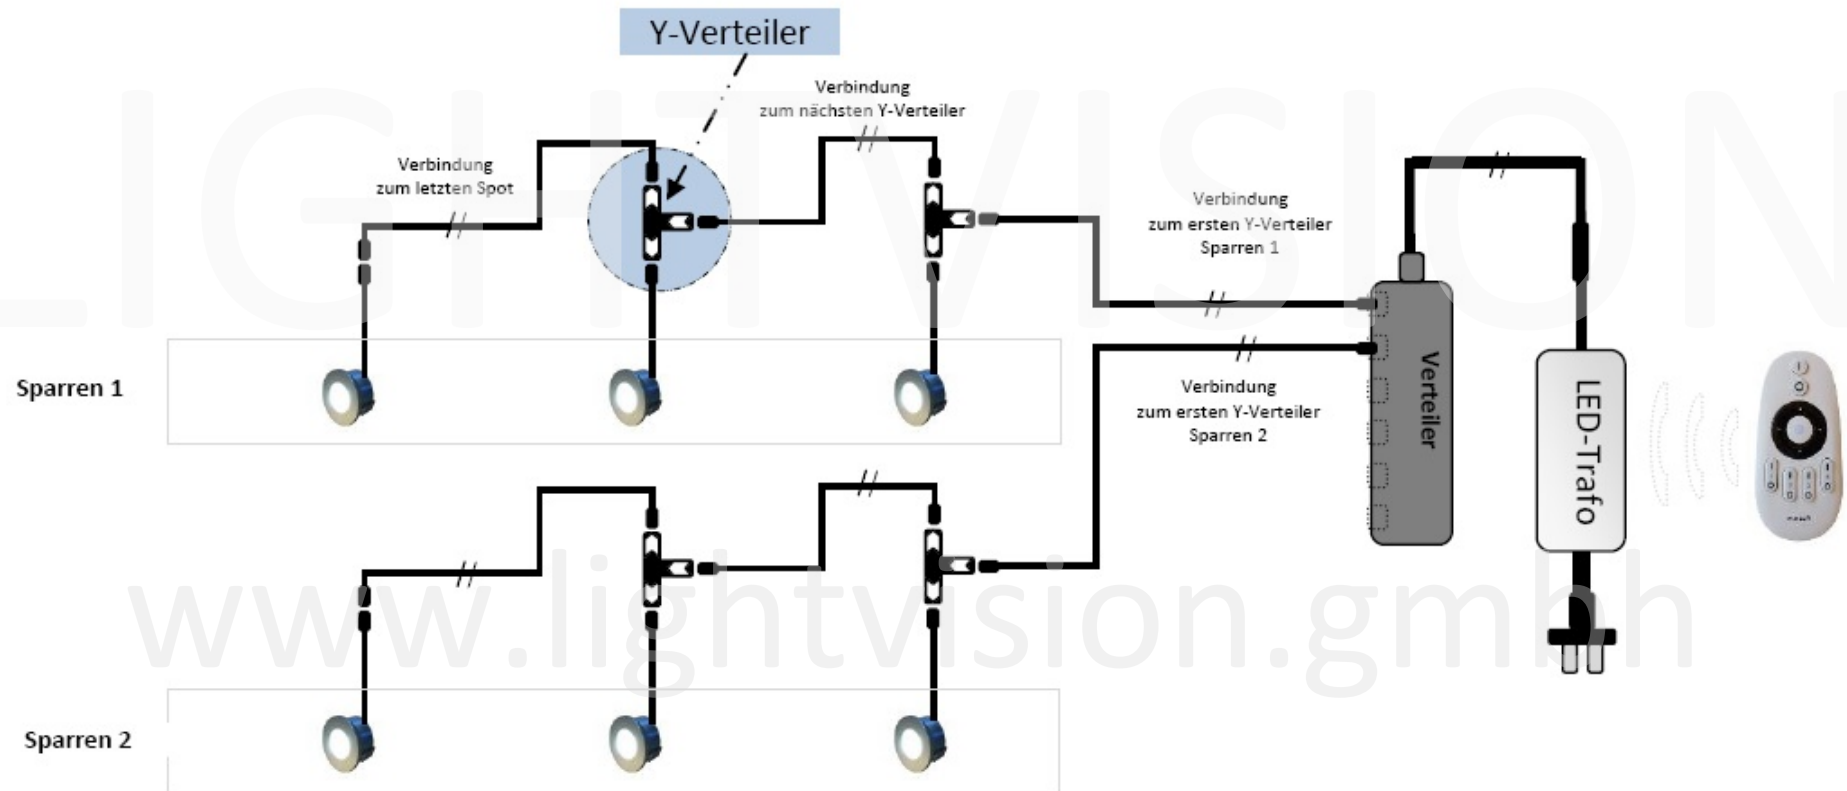 Y-Verteiler
Verbindung
zum nächsten Y-Verteiler
Verbindung
zum letzten Spot
Verbindung
zum ersten Y-Verteiler
Sparren 1
Sparren 1
Verbindung
zum ersten Y-Verteiler
Sparren 2
Verteiler
LED-Trafo
Sparren 2
LIGHTVISION
www.lightvision.gmbh